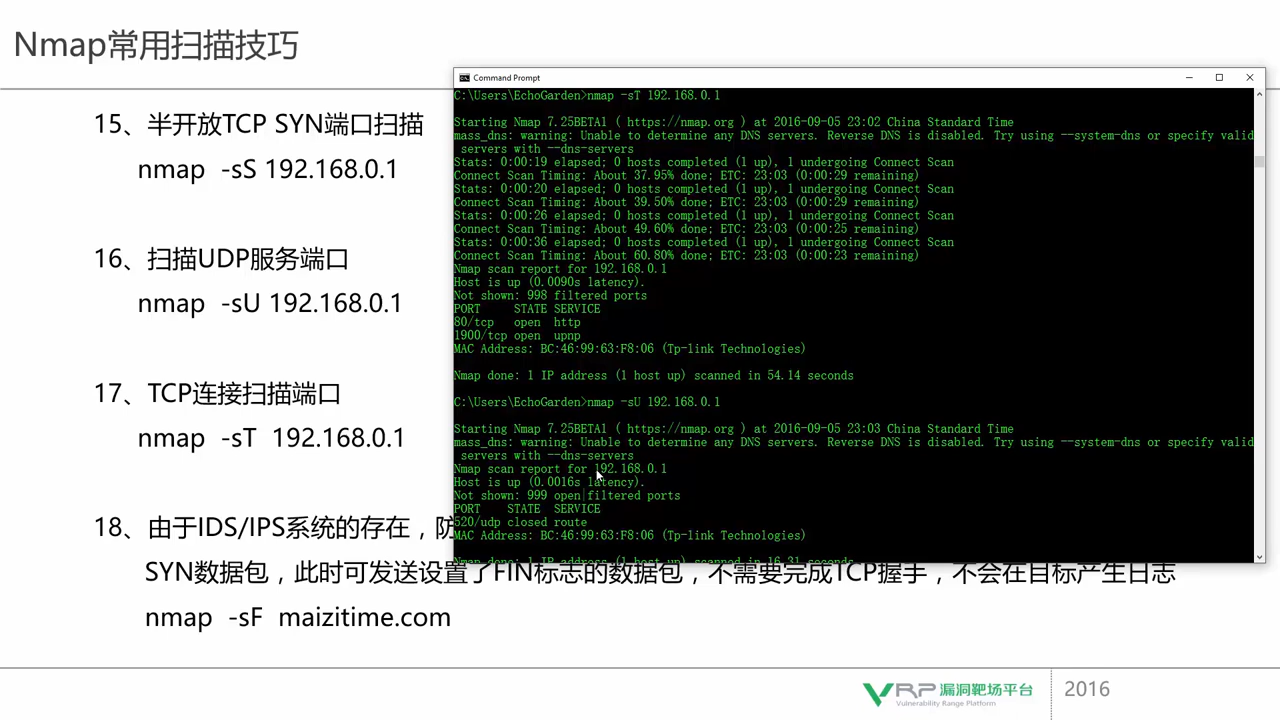 Nmap常用扫描技巧
15、半开放TCP SYN端口扫描
nmap -sS 192.168.0.1
16、扫描UDP服务端口
nmap -sU 192.168.0.1
17、TCP连接扫描端口
nmap -sT 192.168.0.1
18、由于IDS/IPS系统的存在，防
SYN数据包，此时可发送设置了FIN标志的数据包，不需要完成TCP握手，不会在目标产生日志
nmap -sF maizitime.com
Command Prompt
C:\Users\EchoGarden>nmap -sT 192.168.0.1
Starting Nmap 7.25BETA1 ( https://nmap.org ) at 2016-09-05 23:02 China Standard Time
mass_dns: warning: Unable to determine any DNS servers. Reverse DNS is disabled. Try using --system-dns or specify valid
servers with --dns-servers
Stats: 0:00:19 elapsed; 0 hosts completed (1 up), 1 undergoing Connect Scan
Connect Scan Timing: About 37.95% done; ETC: 23:03 (0:00:29 remaining)
Stats: 0:00:20 elapsed; 0 hosts completed (1 up), 1 undergoing Connect Scan
Connect Scan Timing: About 39.50% done; ETC: 23:03 (0:00:29 remaining)
Stats: 0:00:26 elapsed; 0 hosts completed (1 up), 1 undergoing Connect Scan
Connect Scan Timing: About 49.60% done; ETC: 23:03 (0:00:25 remaining)
Stats: 0:00:36 elapsed; 0 hosts completed (1 up), 1 undergoing Connect Scan
Connect Scan Timing: About 60.80% done; ETC: 23:03 (0:00:23 remaining)
Nmap scan report for 192.168.0.1
Host is up (0.0090s latency).
Not shown: 998 filtered ports
PORT STATE SERVICE
80/tcp open http
1900/tcp open upnp
MAC Address: BC:46:99:63:F8:06 (Tp-link Technologies)
Nmap done: 1 IP address (1 host up) scanned in 54.14 seconds
C:\Users\EchoGarden>nmap -sU 192.168.0.1
Starting Nmap 7.25BETA1 ( https://nmap.org ) at 2016-09-05 23:03 China Standard Time
mass_dns: warning: Unable to determine any DNS servers. Reverse DNS is disabled. Try using --system-dns or specify valid
servers with --dns-servers
Nmap scan report for 192.168.0.1
Host is up (0.0016s latency).
Not shown: 999 open|filtered ports
PORT STATE SERVICE
520/udp closed route
MAC Address: BC:46:99:63:F8:06 (Tp-link Technologies)
Nmap done: 1 IP address (1 host up) scanned in 16.31 seconds
VRP 漏洞靶场平台
Vulnerability Range Platform
2016